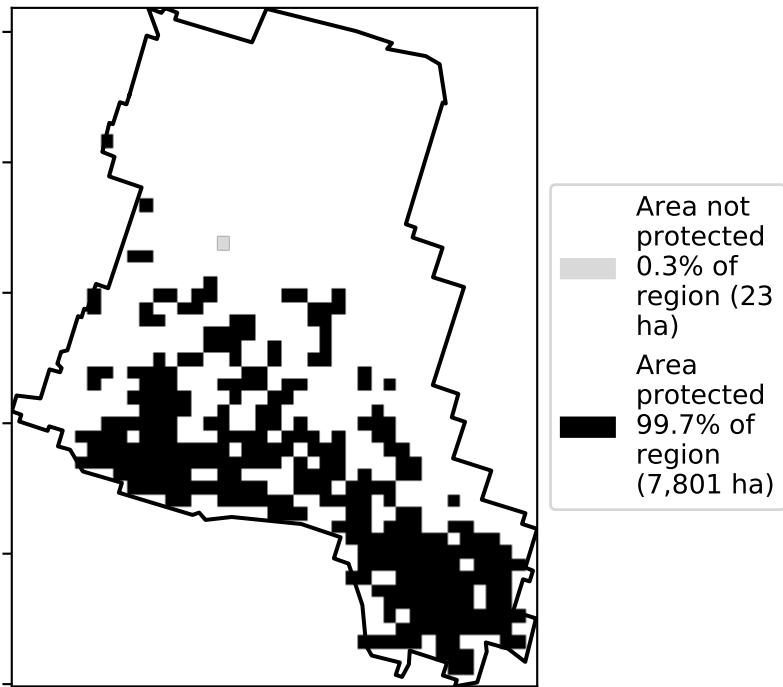 Area not
protected
0.3% of
region (23
ha)
Area
protected
99.7% of
region
(7,801 ha)